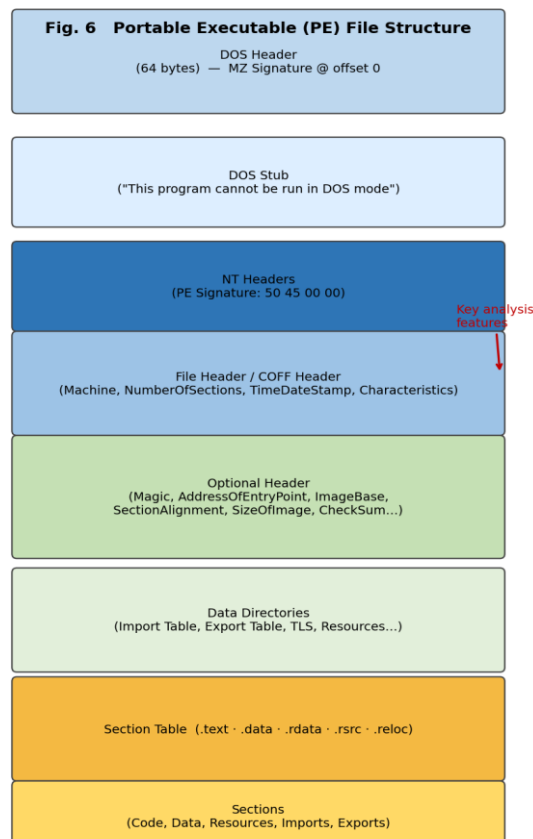 Fig. 6   Portable Executable (PE) File Structure
DOS Header
(64 bytes)  —  MZ Signature @ offset 0
DOS Stub
("This program cannot be run in DOS mode")
NT Headers
(PE Signature: 50 45 00 00)
Key analysis
features
File Header / COFF Header
(Machine, NumberOfSections, TimeDateStamp, Characteristics)
Optional Header
(Magic, AddressOfEntryPoint, ImageBase,
SectionAlignment, SizeOfImage, CheckSum...)
Data Directories
(Import Table, Export Table, TLS, Resources...)
Section Table  (.text · .data · .rdata · .rsrc · .reloc)
Sections
(Code, Data, Resources, Imports, Exports)